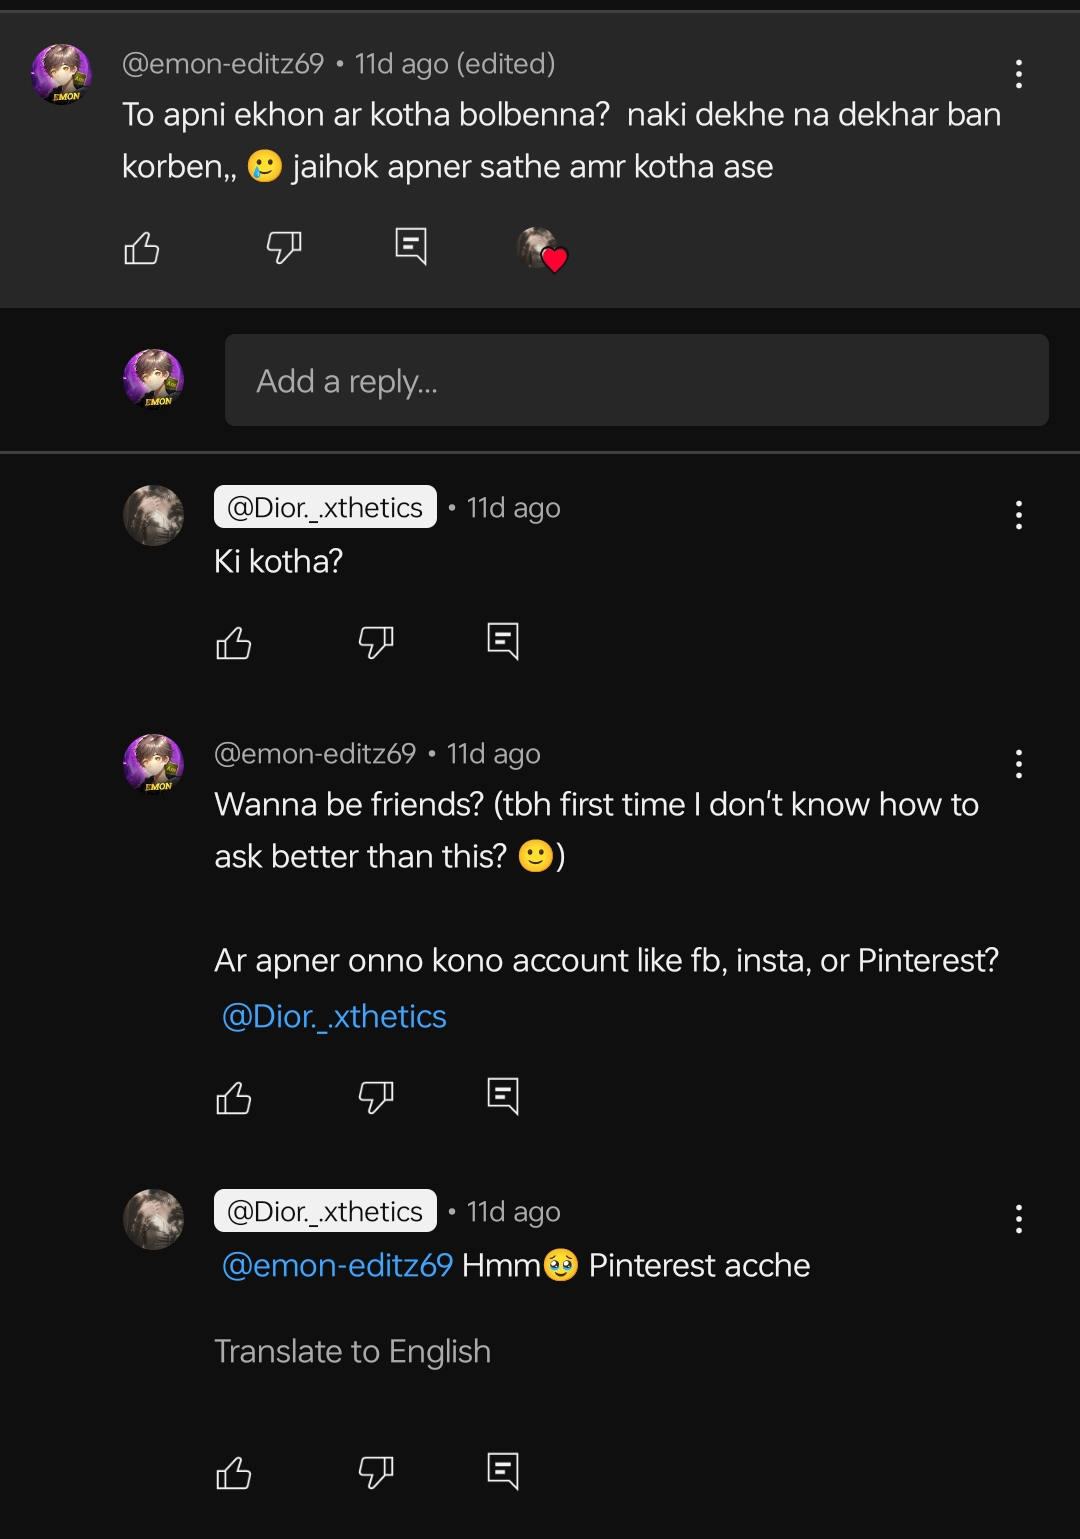 @emon-editz69 • 11d ago (edited)
To apni ekhon ar kotha bolbenna?  naki dekhe na dekhar ban
korben,, 🥲 jaihok apner sathe amr kotha ase
EMON
Add a reply...
EMON
@Dior._.xthetics • 11d ago
Ki kotha?
@emon-editz69 • 11d ago
EMON
Wanna be friends? (tbh first time I don't know how to
ask better than this? 🙂)
Ar apner onno kono account like fb, insta, or Pinterest?
@Dior._.xthetics
@Dior._.xthetics • 11d ago
@emon-editz69 Hmm🥹 Pinterest acche
Translate to English